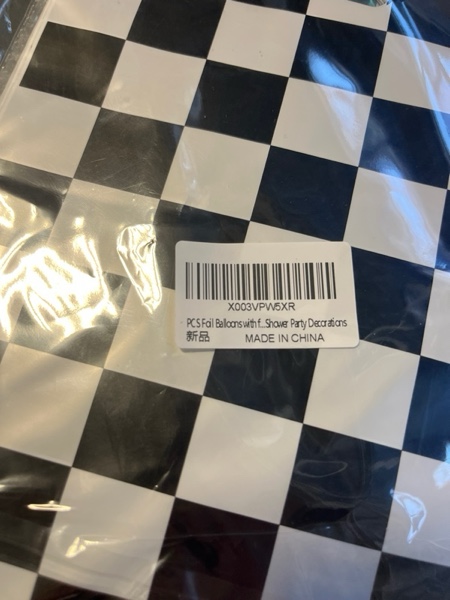 X003VPW5XR
PCS Foil Balloons with f...Shower Party Decorations
新品
MADE IN CHINA